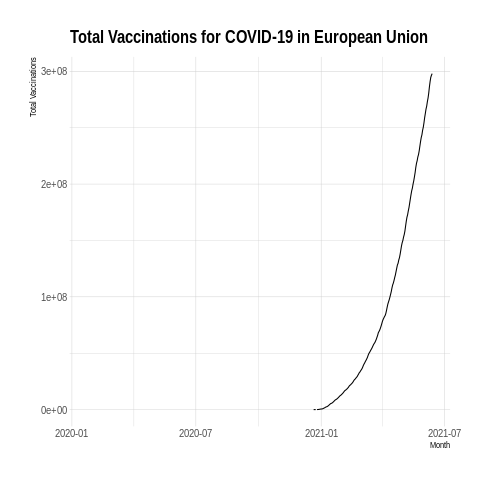 Total Vaccinations for COVID-19 in European Union
Total Vaccinations
3e+08
2e+08
1e+08
0e+00
2020-01 2020-07 2021-01 2021-07
Month